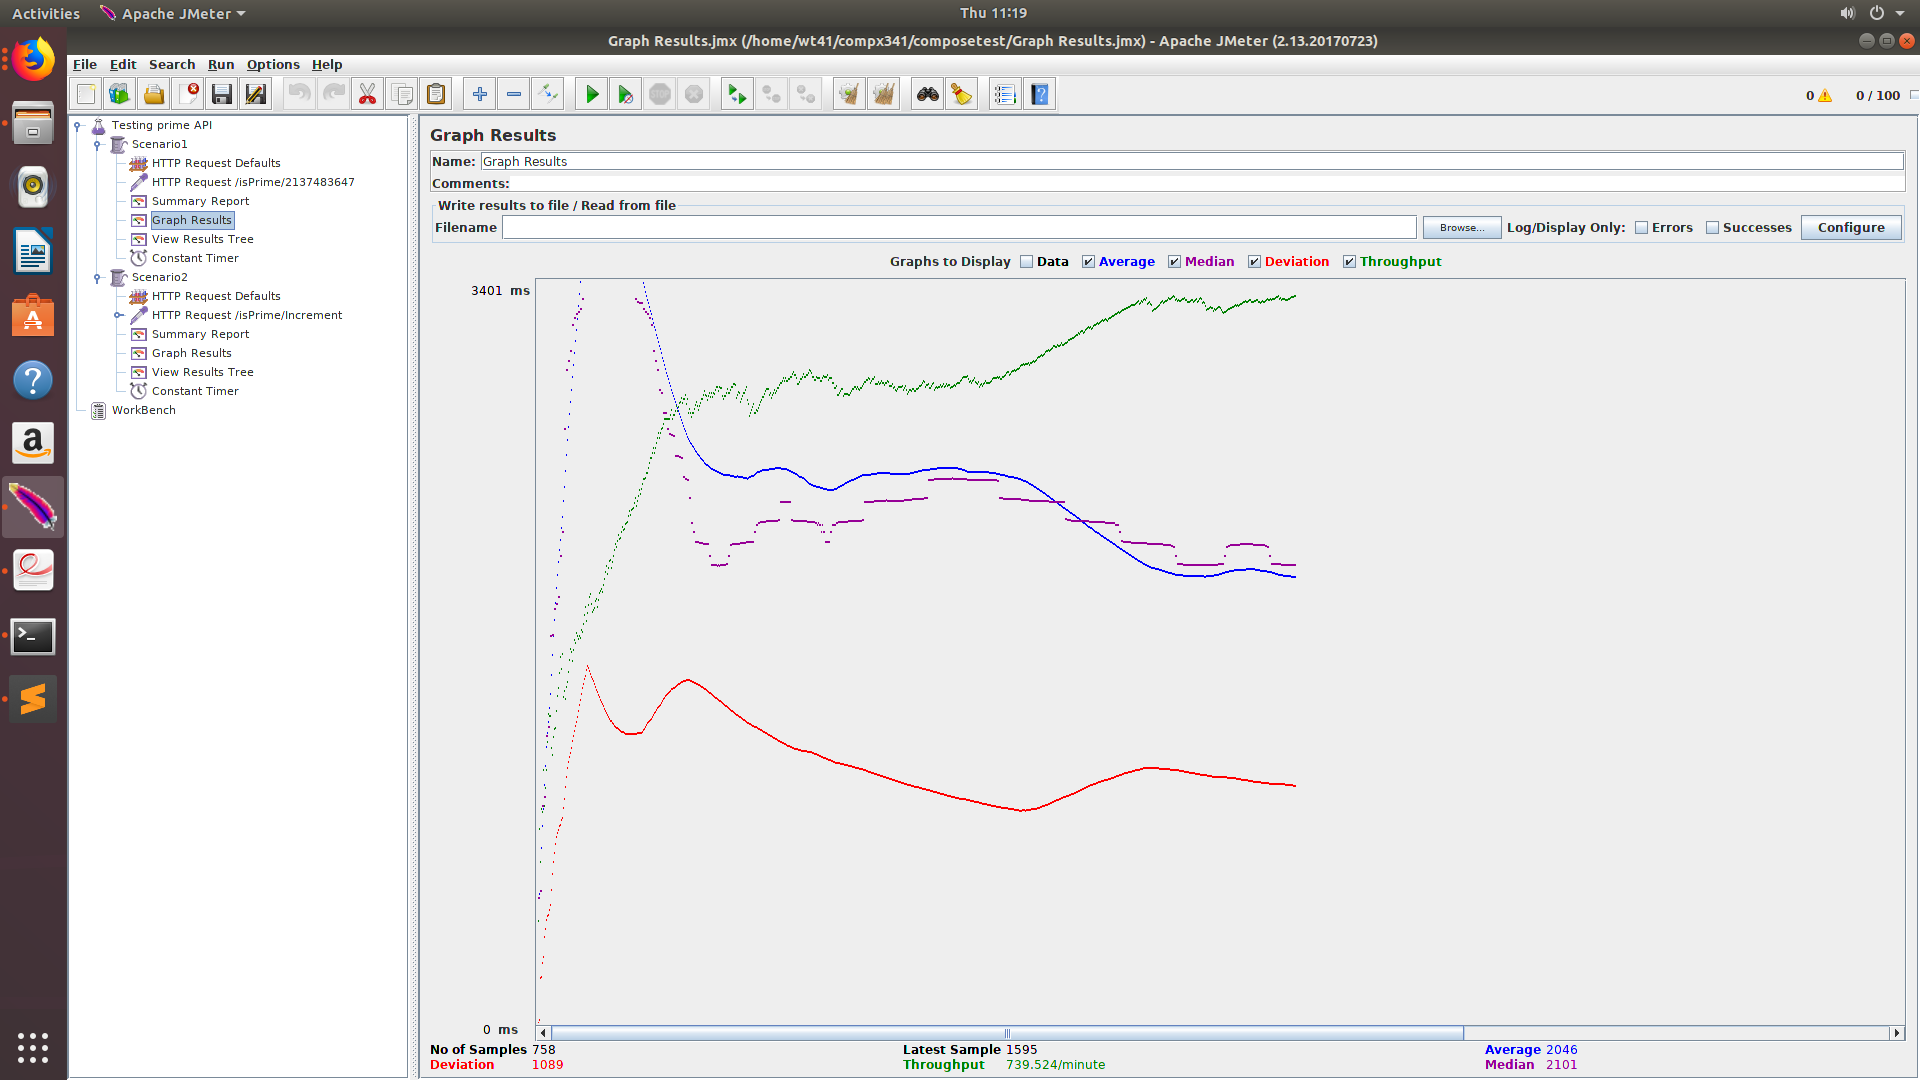 Activities Apache JMeter Thu 11:19
Graph Results.jmx (/home/wt41/compx341/composetest/Graph Results.jmx) - Apache JMeter (2.13.20170723)
File Edit Search Run Options Help
0 0 / 100
Testing prime API
Scenario1
HTTP Request Defaults
HTTP Request /isPrime/2137483647
Summary Report
Graph Results
View Results Tree
Constant Timer
Scenario2
HTTP Request Defaults
HTTP Request /isPrime/Increment
Summary Report
Graph Results
View Results Tree
Constant Timer
WorkBench
Graph Results
Name: Graph Results
Comments:
Write results to file / Read from file
Filename Browse... Log/Display Only: Errors Successes Configure
Graphs to Display Data Average Median Deviation Throughput
3401 ms
0 ms
No of Samples 758 Latest Sample 1595 Average 2046
Deviation 1089 Throughput 739.524/minute Median 2101